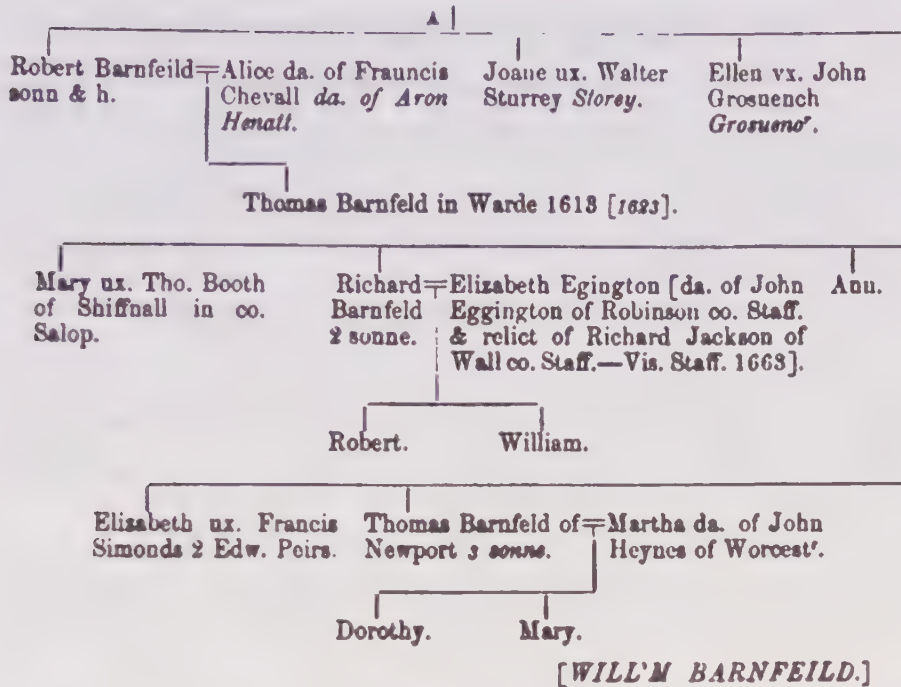 A
Robert Barnfeild Alice da. of Frauncis Joane ux. Walter Ellen vx. John
sonn & h. Chevall da. of Aron Sturrey Storey. Grosuench
Henatt. Grosuenoʳ.
Thomas Barnfeld in Warde 1613 [1623].
Mary ux. Tho. Booth Richard Elizabeth Egington [da. of John Ann.
of Shiffnall in co. Barnfeld Eggington of Robinson co. Staff.
Salop. 2 sonne. & relict of Richard Jackson of
Wall co. Staff.—Vis. Staff. 1663].
Robert. William.
Elizabeth ux. Francis Thomas Barnfeld of Martha da. of John
Simonds 2 Edw. Peirs. Newport 3 sonne. Heynes of Worcestʳ.
Dorothy. Mary.
[WILL'M BARNFEILD.]